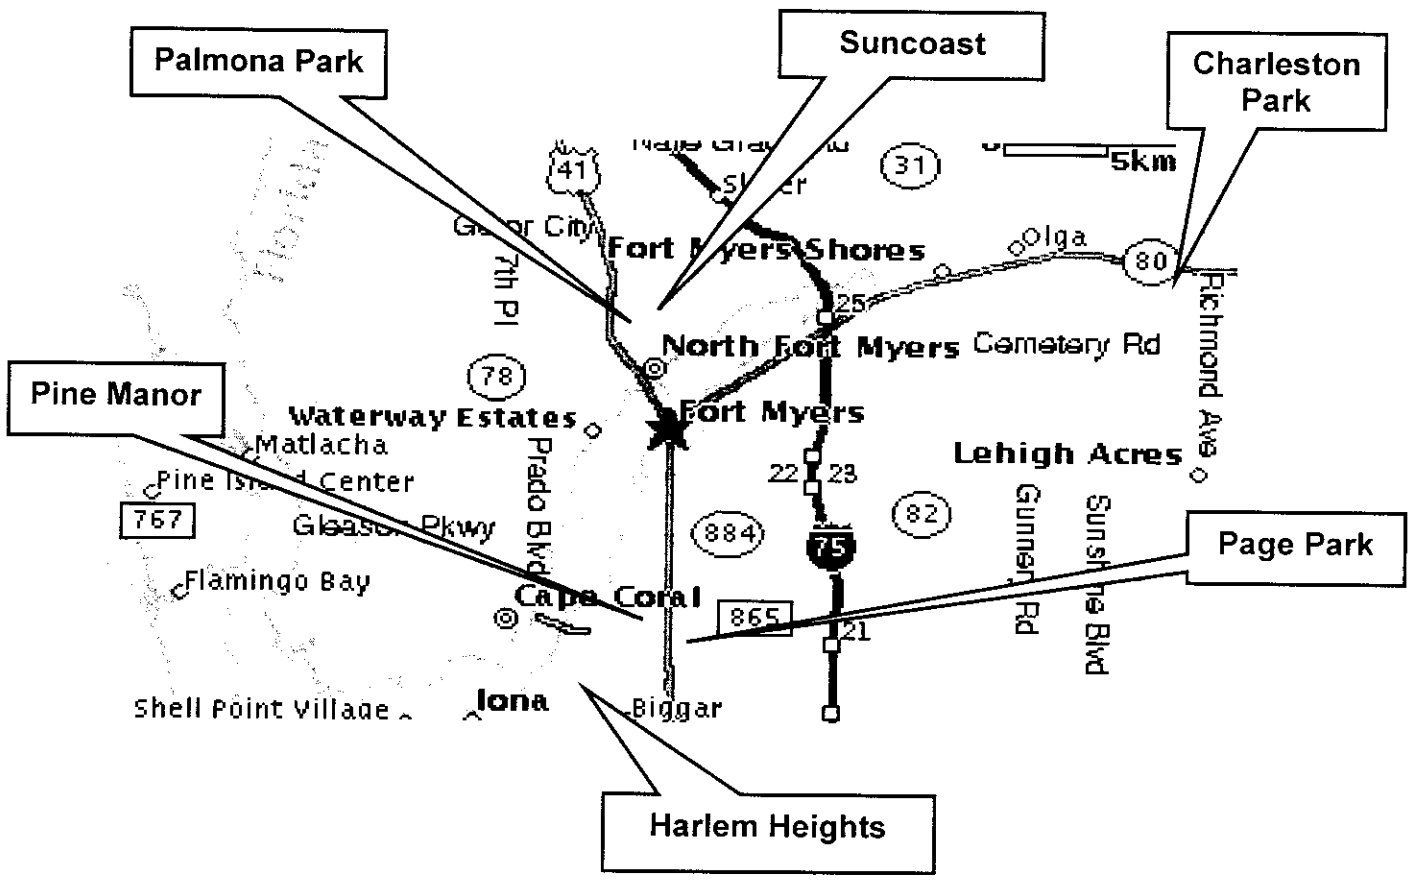 Palmona Park
Suncoast
Charleston
Park
41
31
5km
Olga
Fort Myers Shores
80
7th Pl
25
North Fort Myers
Cemetery Rd
Richmond Ave
78
Pine Manor
Fort Myers
Waterway Estates
Matlacha
Lehigh Acres
Pine Island Center
22
23
767
Gleason Pkwy
Prado Blvd
884
82
Gunnery Rd
Sunshine Blvd
75
Page Park
Flamingo Bay
Cape Coral
865
21
Iona
Shell Point Village
Biggar
Harlem Heights